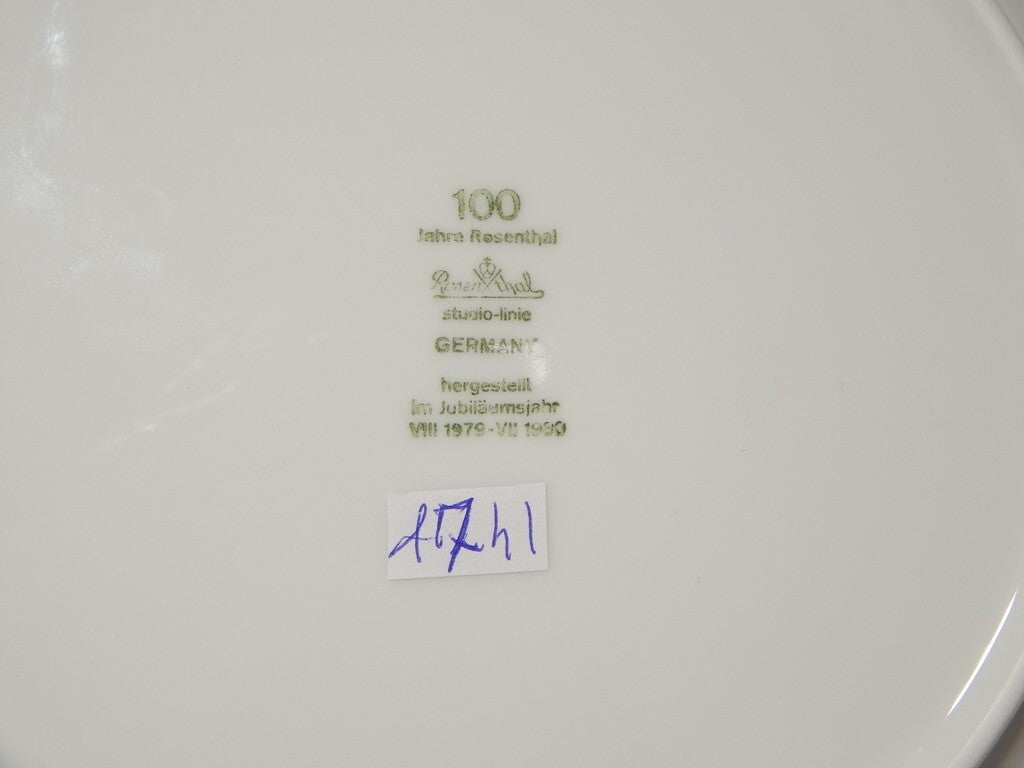 100
Jahre Rosenthal
Rosenthal
studio-linie
GERMANY
hergestellt
im Jubiläumsjahr
VIII 1979 - VII 1980